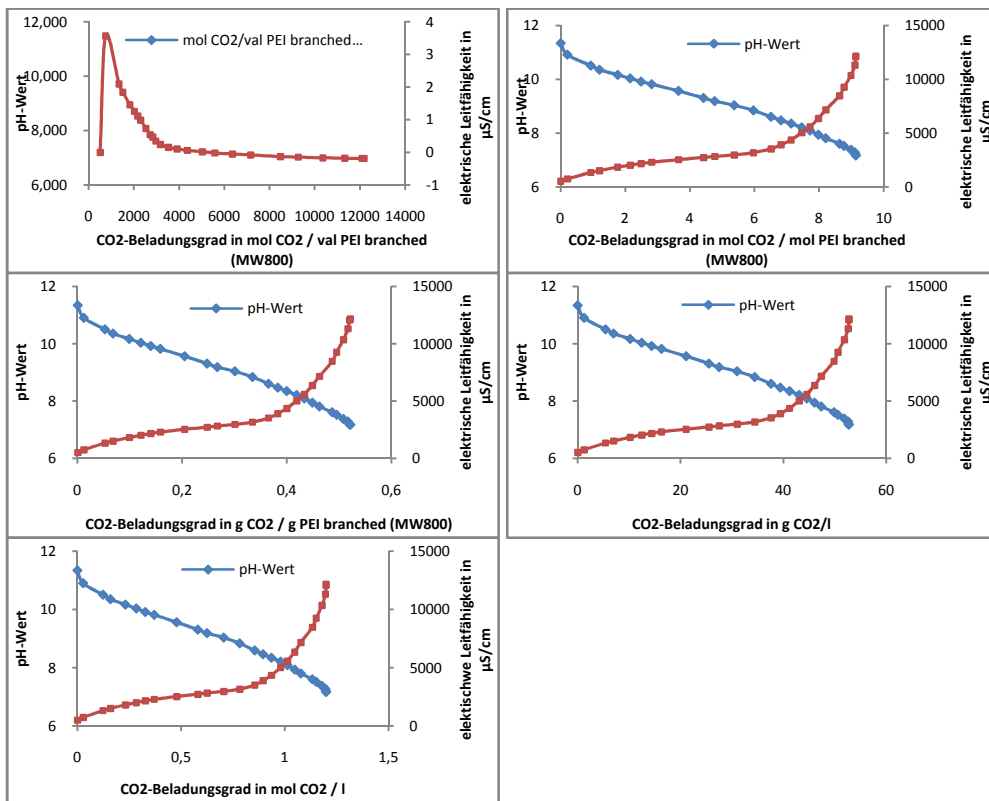 12,000
11,000
10,000
9,000
8,000
7,000
6,000
pH-Wert
mol CO2/val PEI branched…
4
3
2
1
0
-1
elektrische Leitfähigkeit in
µS/cm
0 2000 4000 6000 8000 10000 12000 14000
CO2-Beladungsgrad in mol CO2 / val PEI branched
(MW800)
12
10
8
6
pH-Wert
pH-Wert
15000
10000
5000
0
elektrische Leitfähigkeit in
µS/cm
0 2 4 6 8 10
CO2-Beladungsgrad in mol CO2 / mol PEI branched
(MW800)
12
10
8
6
pH-Wert
pH-Wert
15000
10000
5000
0
elektrische Leitfähigkeit in
µS/cm
0 0,2 0,4 0,6
CO2-Beladungsgrad in g CO2 / g PEI branched (MW800)
12
10
8
6
pH-Wert
pH-Wert
15000
10000
5000
0
elektrische Leitfähigkeit in
µS/cm
0 20 40 60
CO2-Beladungsgrad in g CO2/l
12
10
8
6
pH-Wert
pH-Wert
15000
10000
5000
0
elektischwe Leitfähigkeit in
µS/cm
0 0,5 1 1,5
CO2-Beladungsgrad in mol CO2 / l